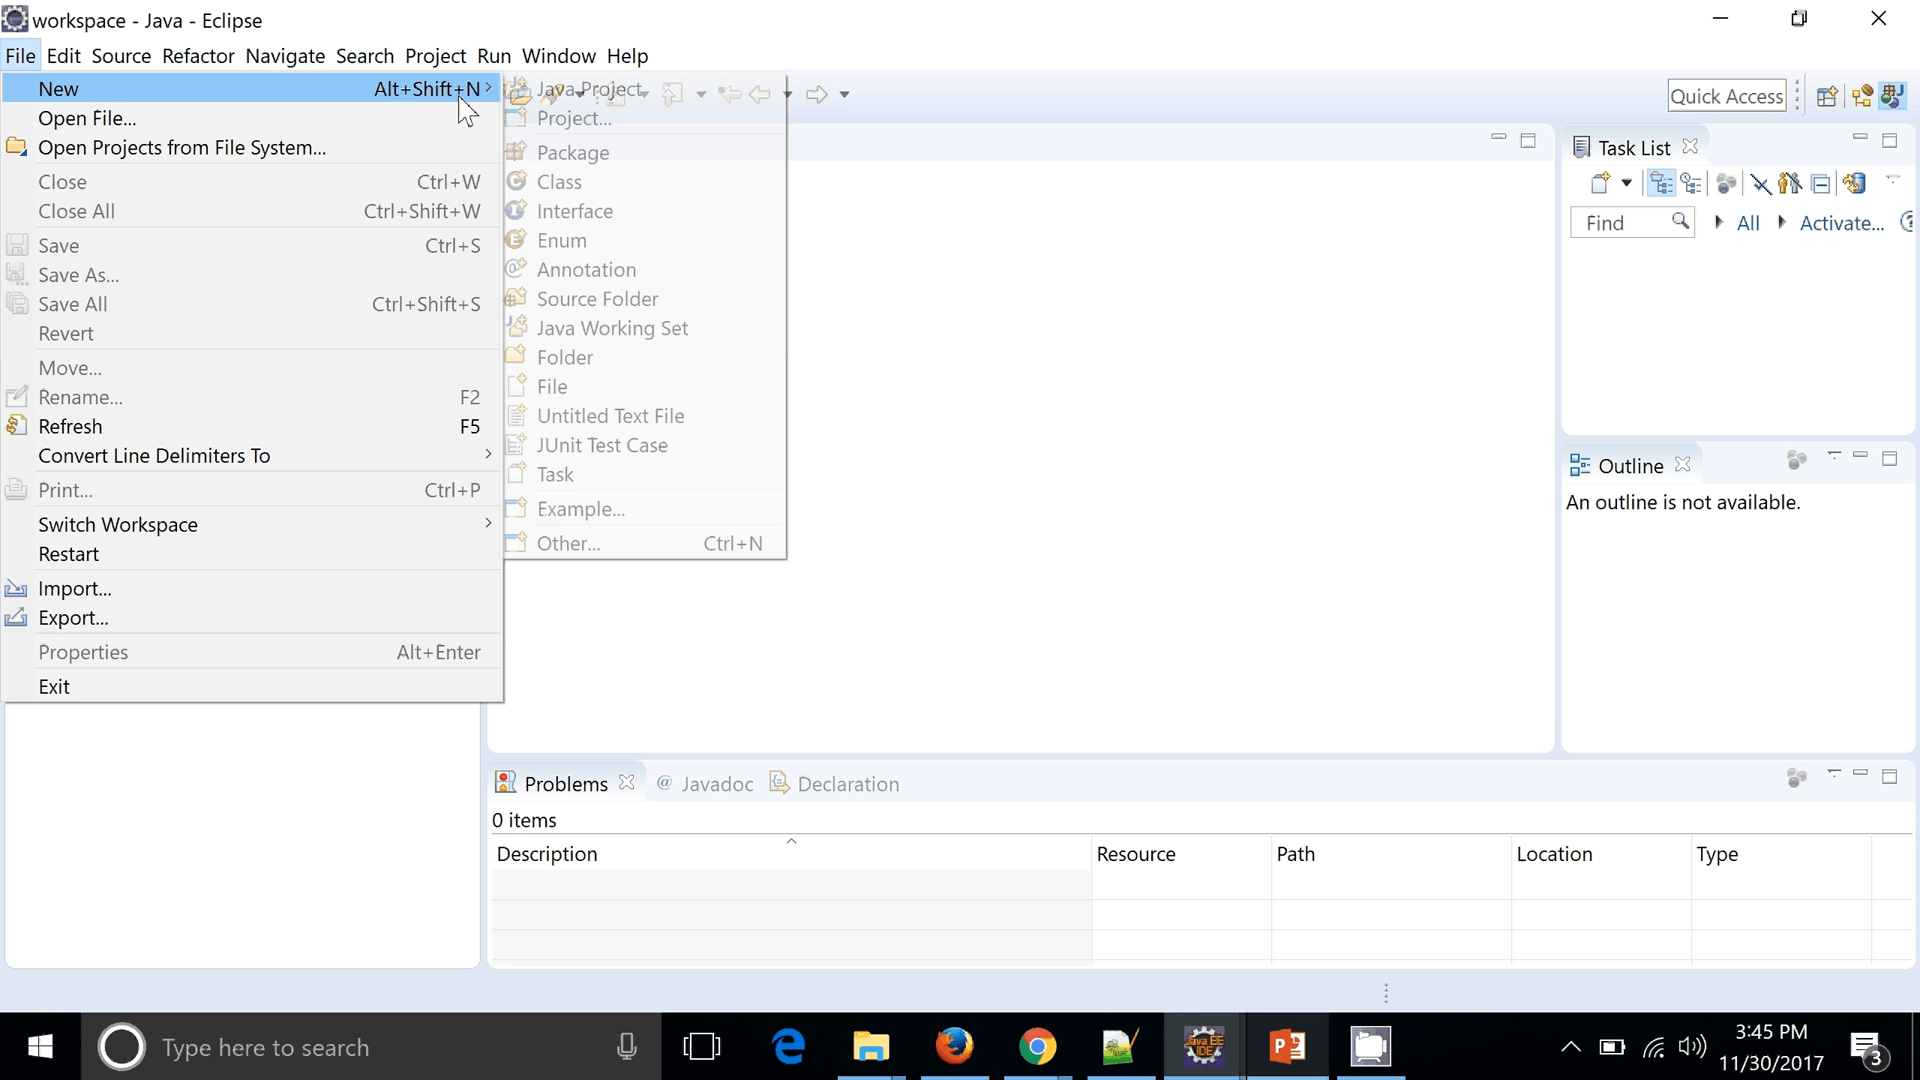 workspace - Java - Eclipse
File Edit Source Refactor Navigate Search Project Run Window Help
New Alt+Shift+N
Open File...
Open Projects from File System...
Close Ctrl+W
Close All Ctrl+Shift+W
Save Ctrl+S
Save As...
Save All Ctrl+Shift+S
Revert
Move...
Rename... F2
Refresh F5
Convert Line Delimiters To
Print... Ctrl+P
Switch Workspace
Restart
Import...
Export...
Properties Alt+Enter
Exit
Java Project
Project...
Package
Class
Interface
Enum
Annotation
Source Folder
Java Working Set
Folder
File
Untitled Text File
JUnit Test Case
Task
Example...
Other... Ctrl+N
Quick Access
Task List
Find All Activate...
Outline
An outline is not available.
Problems @ Javadoc Declaration
0 items
Description Resource Path Location Type
Type here to search
Java EE
IDE
3:45 PM
11/30/2017
3